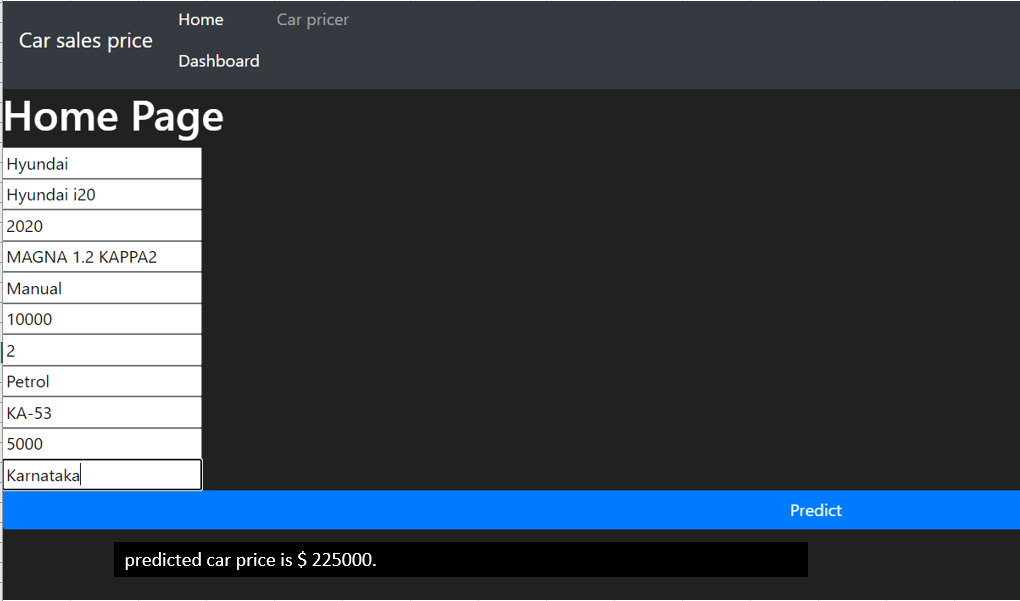 Car sales price
Home
Car pricer
Dashboard
Home Page
Hyundai
Hyundai i20
2020
MAGNA 1.2 KAPPA2
Manual
10000
2
Petrol
KA-53
5000
Karnataka
Predict
predicted car price is $ 225000.